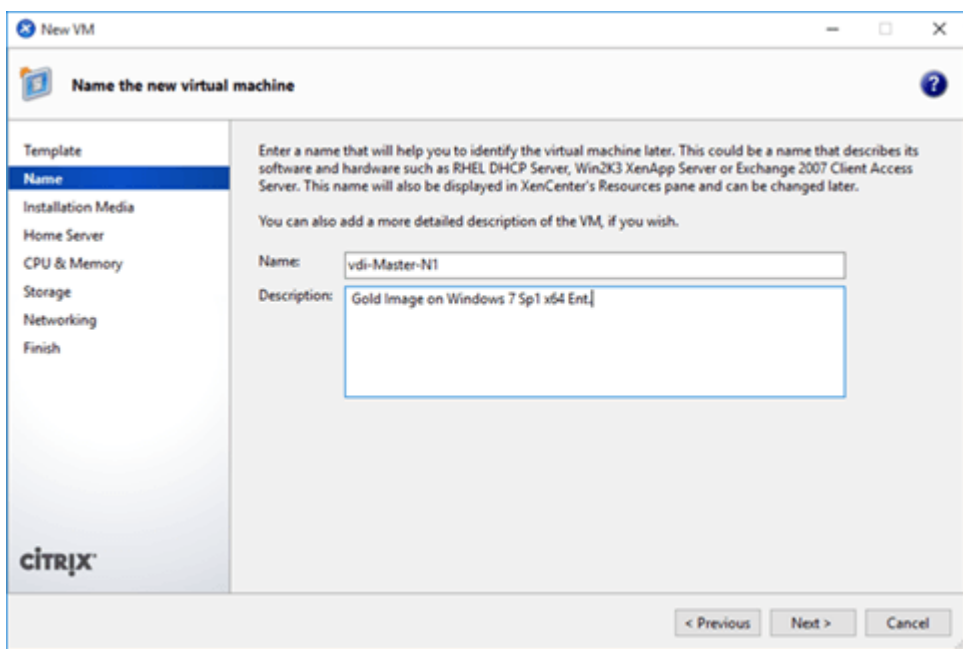 New VM
Name the new virtual machine
Template
Name
Installation Media
Home Server
CPU & Memory
Storage
Networking
Finish
CİTRIX
Enter a name that will help you to identify the virtual machine later. This could be a name that describes its
software and hardware such as RHEL DHCP Server, Win2K3 XenApp Server or Exchange 2007 Client Access
Server. This name will also be displayed in XenCenter's Resources pane and can be changed later.
You can also add a more detailed description of the VM, if you wish.
Name: vdi-Master-N1
Description: Gold Image on Windows 7 Sp1 x64 Ent.
< Previous Next > Cancel